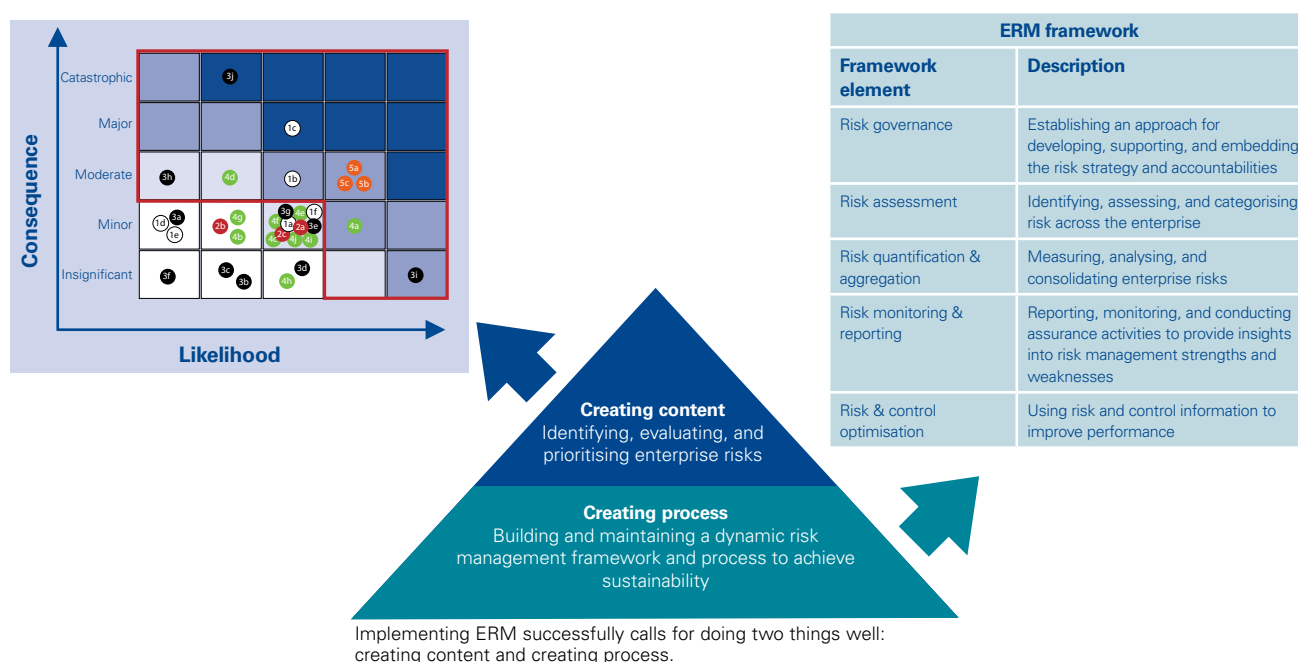 Consequence
Catastrophic
3j
Major
1c
Moderate
3h
4d
1b
5a
5c
5b
Minor
1d
3a
1e
2b
4g
4b
3g
4e
1f
4f
1a
2a
3e
2c
4j
4i
4a
Insignificant
3f
3c
3b
3d
4h
3i
Likelihood
ERM framework
Framework
element
Description
Risk governance
Establishing an approach for
developing, supporting, and embedding
the risk strategy and accountabilities
Risk assessment
Identifying, assessing, and categorising
risk across the enterprise
Risk quantification &
aggregation
Measuring, analysing, and
consolidating enterprise risks
Risk monitoring &
reporting
Reporting, monitoring, and conducting
assurance activities to provide insights
into risk management strengths and
weaknesses
Risk & control
optimisation
Using risk and control information to
improve performance
Creating content
Identifying, evaluating, and
prioritising enterprise risks
Creating process
Building and maintaining a dynamic risk
management framework and process to achieve
sustainability
Implementing ERM successfully calls for doing two things well:
creating content and creating process.